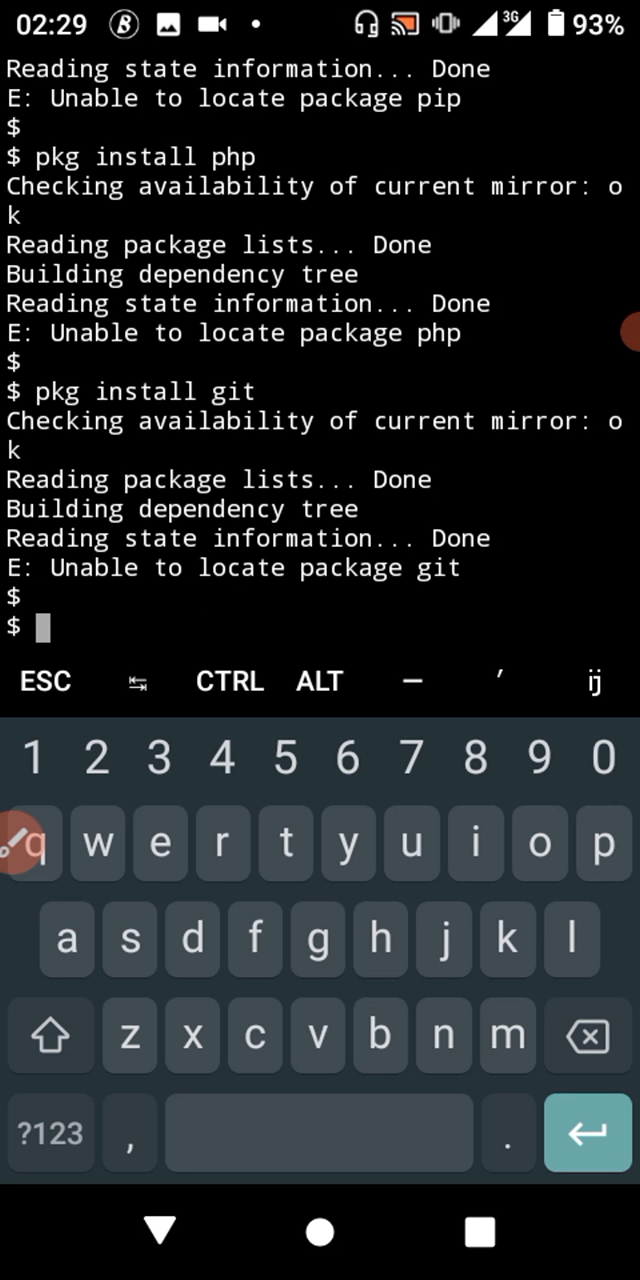 02:29 B 3G 93%
Reading state information... Done
E: Unable to locate package pip
$
$ pkg install php
Checking availability of current mirror: o
k
Reading package lists... Done
Building dependency tree
Reading state information... Done
E: Unable to locate package php
$
$ pkg install git
Checking availability of current mirror: o
k
Reading package lists... Done
Building dependency tree
Reading state information... Done
E: Unable to locate package git
$
$
ESC ↹ CTRL ALT — ′ ij
1 2 3 4 5 6 7 8 9 0
q w e r t y u i o p
a s d f g h j k l
z x c v b n m
?123 , .